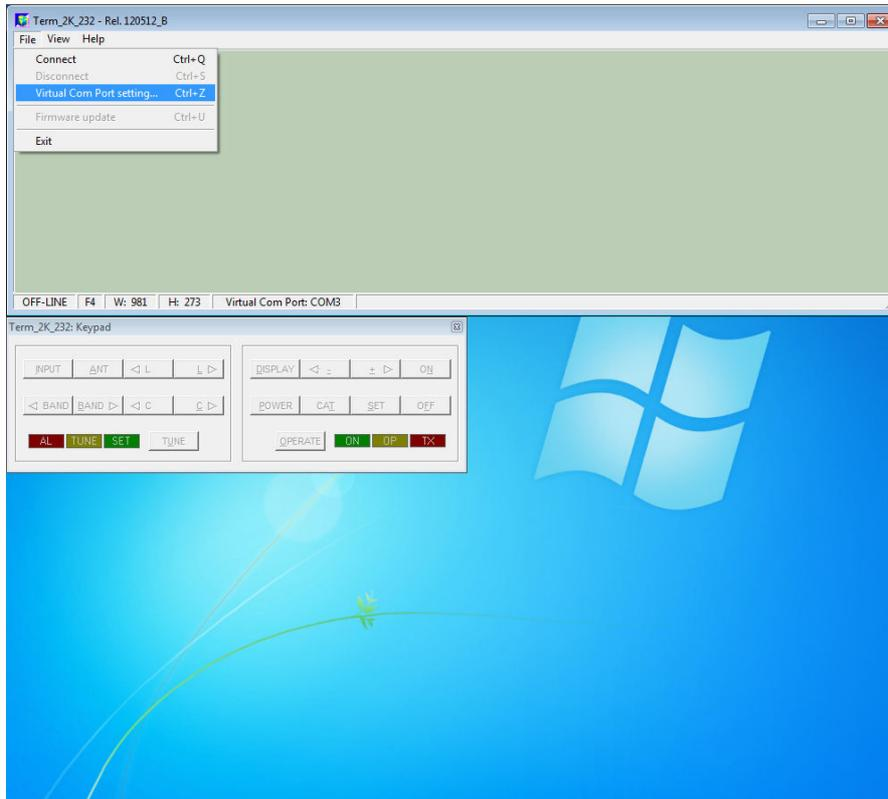 Term_2K_232 - Rel. 120512_B
File View Help
Connect Ctrl+Q
Disconnect Ctrl+S
Virtual Com Port setting... Ctrl+Z
Firmware update Ctrl+U
Exit
OFF-LINE F4 W: 981 H: 273 Virtual Com Port: COM3
Term_2K_232: Keypad
INPUT ANT ◁ L L ▷ DISPLAY ◁ - + ▷ ON
◁ BAND BAND ▷ ◁ C C ▷ POWER CAT SET OFF
AL TUNE SET TUNE OPERATE ON OP TX